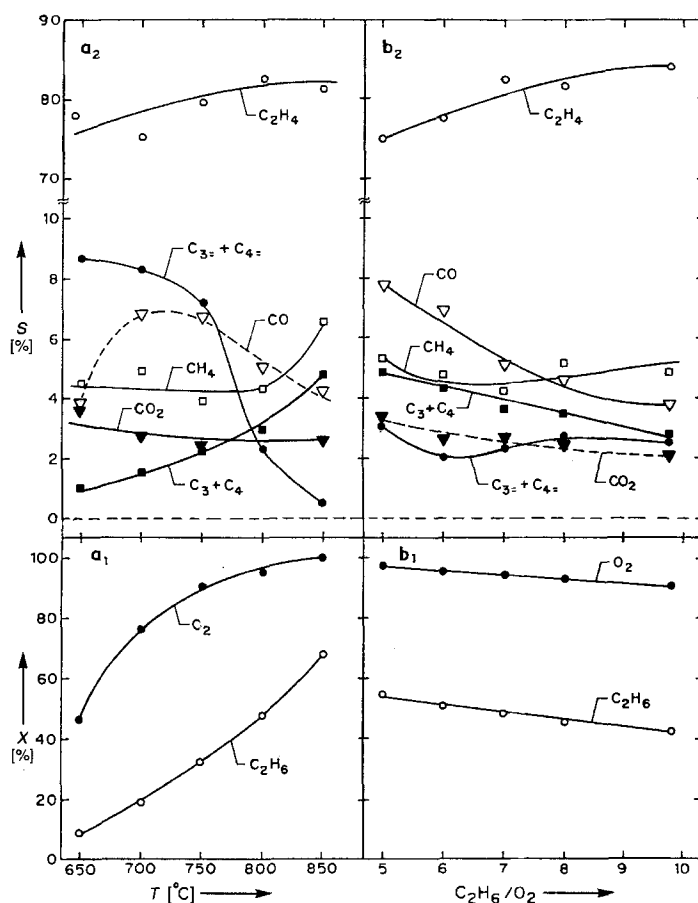 90
a2
b2
80
C2H4
C2H4
70
10
C3= + C4=
8
CO
S
[%]
6
CO
CH4
CH4
4
CO2
C3+C4
2
C3+C4
C3= + C4=
CO2
0
100
a1
b1
O2
80
C2
60
X
[%]
C2H6
40
C2H6
20
0
650 700 750 800 850 5 6 7 8 9 10
T [°C] C2H6/O2